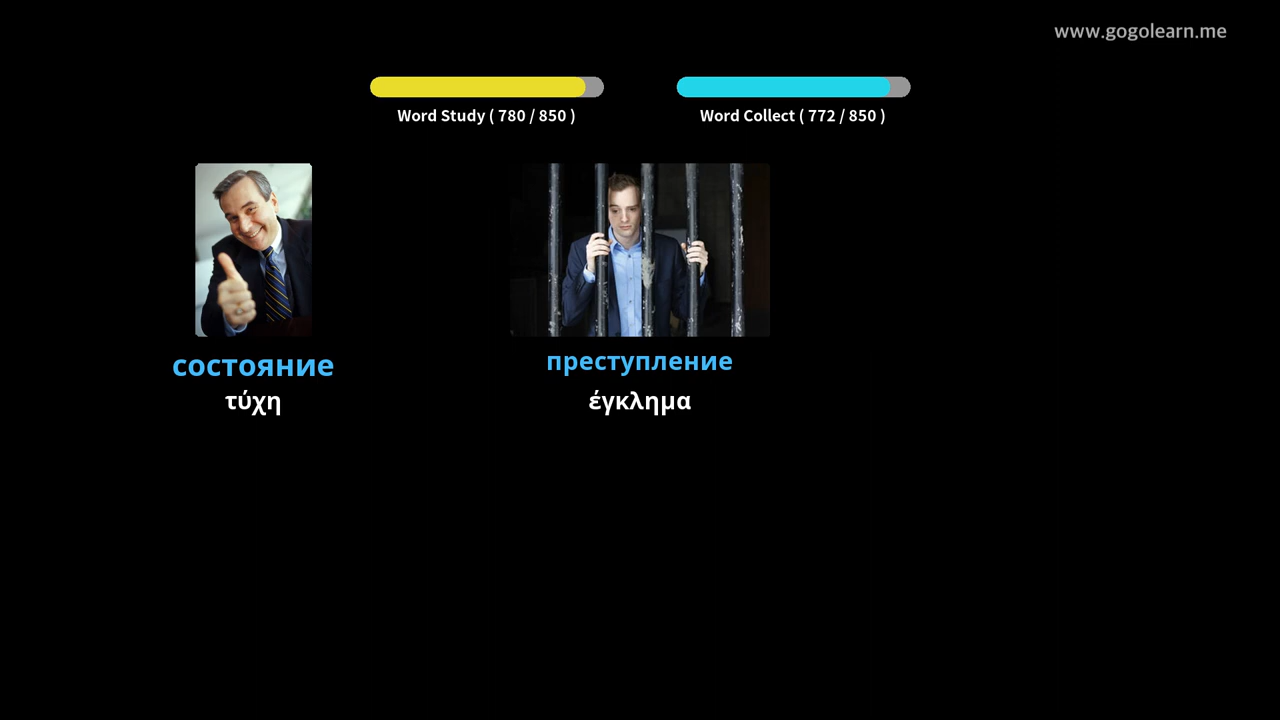 www.gogolearn.me
Word Study ( 780 / 850 )
Word Collect ( 772 / 850 )
состояние
τύχη
преступление
έγκλημα